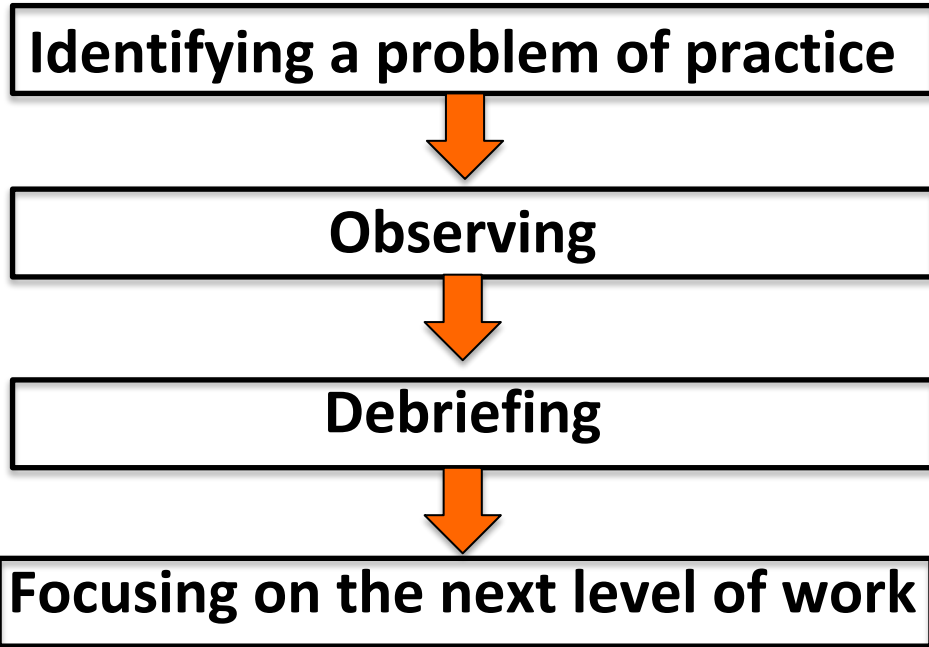 Identifying a problem of practice
Observing
Debriefing
Focusing on the next level of work